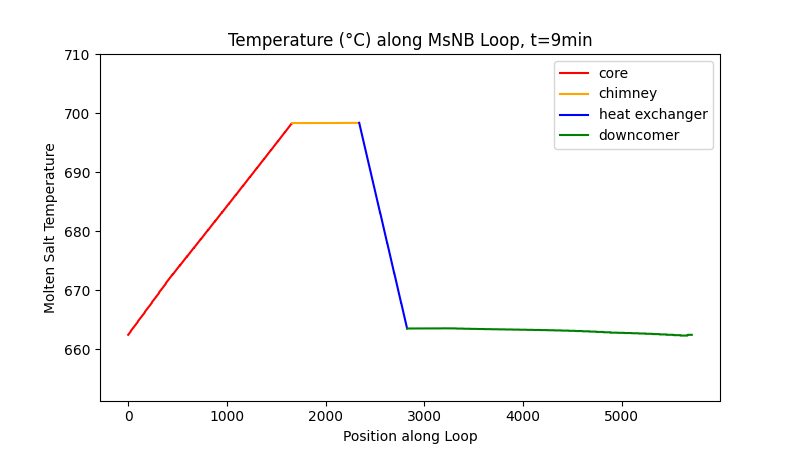 Temperature (°C) along MsNB Loop, t=9min
core
chimney
heat exchanger
downcomer
710
700
690
680
670
660
Molten Salt Temperature
0 1000 2000 3000 4000 5000
Position along Loop